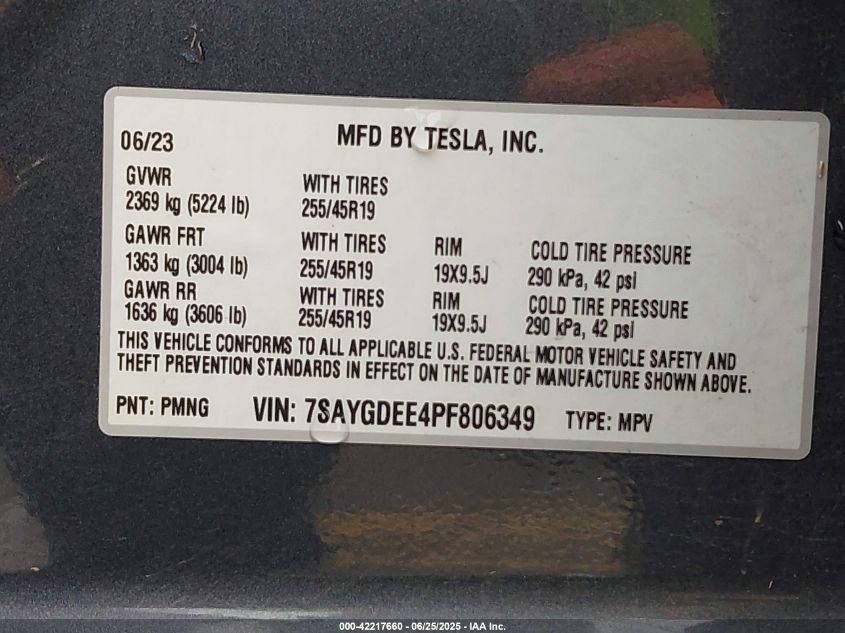 06/23 MFD BY TESLA, INC.
GVWR WITH TIRES
2369 kg (5224 lb) 255/45R19
GAWR FRT WITH TIRES RIM COLD TIRE PRESSURE
1363 kg (3004 lb) 255/45R19 19X9.5J 290 kPa, 42 psi
GAWR RR WITH TIRES RIM COLD TIRE PRESSURE
1636 kg (3606 lb) 255/45R19 19X9.5J 290 kPa, 42 psi
THIS VEHICLE CONFORMS TO ALL APPLICABLE U.S. FEDERAL MOTOR VEHICLE SAFETY AND
THEFT PREVENTION STANDARDS IN EFFECT ON THE DATE OF MANUFACTURE SHOWN ABOVE.
PNT: PMNG VIN: 7SAYGDEE4PF806349 TYPE: MPV
000-42217660 - 06/25/2025 - IAA Inc.